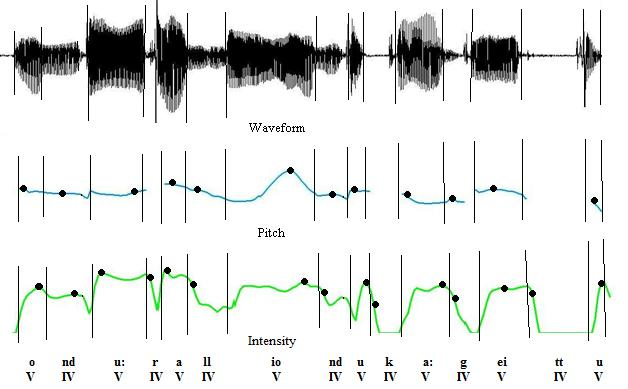 Waveform
Pitch
Intensity
o nd u: r a ll io nd u k a: g ei tt u
V IV V IV V IV V IV V IV V IV V IV V